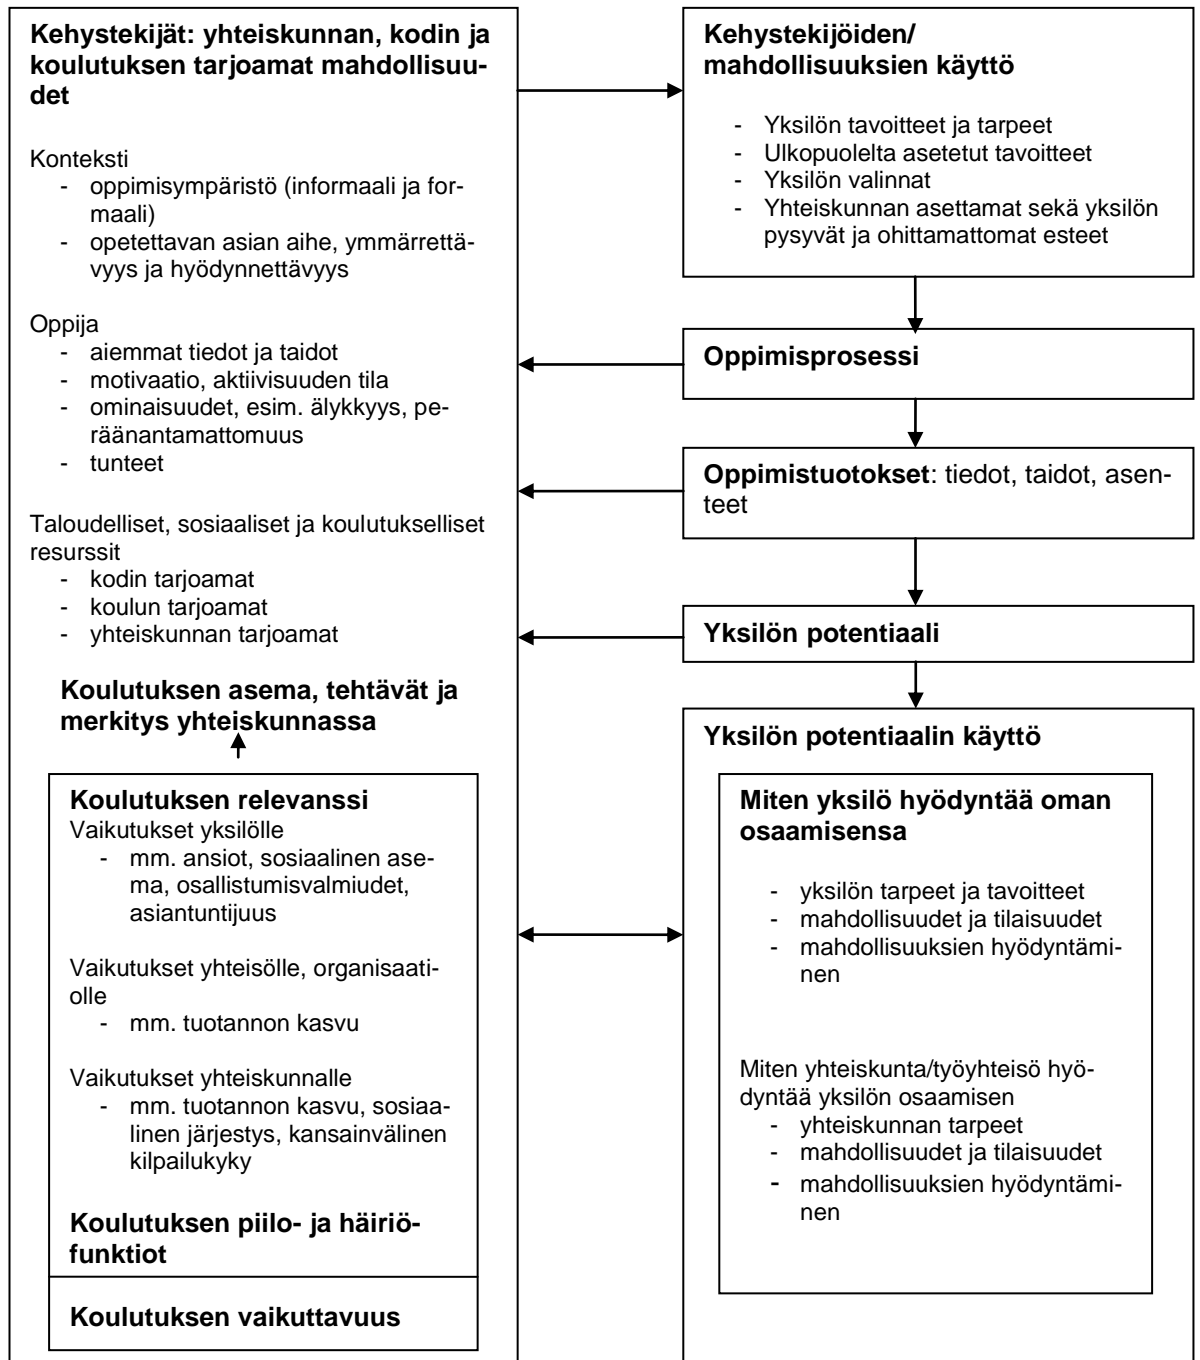 Kehystekijät: yhteiskunnan, kodin ja
koulutuksen tarjoamat mahdollisuu-
det
Konteksti
- oppimisympäristö (informaali ja for-
maali)
- opetettavan asian aihe, ymmärrettä-
vyys ja hyödynnettävyys
Oppija
- aiemmat tiedot ja taidot
- motivaatio, aktiivisuuden tila
- ominaisuudet, esim. älykkyys, pe-
räänantamattomuus
- tunteet
Taloudelliset, sosiaaliset ja koulutukselliset
resurssit
- kodin tarjoamat
- koulun tarjoamat
- yhteiskunnan tarjoamat
Koulutuksen asema, tehtävät ja
merkitys yhteiskunnassa
Koulutuksen relevanssi
Vaikutukset yksilölle
- mm. ansiot, sosiaalinen ase-
ma, osallistumisvalmiudet,
asiantuntijuus
Vaikutukset yhteisölle, organisaati-
olle
- mm. tuotannon kasvu
Vaikutukset yhteiskunnalle
- mm. tuotannon kasvu, sosiaa-
linen järjestys, kansainvälinen
kilpailukyky
Koulutuksen piilo- ja häiriö-
funktiot
Koulutuksen vaikuttavuus
Kehystekijöiden/
mahdollisuuksien käyttö
- Yksilön tavoitteet ja tarpeet
- Ulkopuolelta asetetut tavoitteet
- Yksilön valinnat
- Yhteiskunnan asettamat sekä yksilön
pysyvät ja ohittamattomat esteet
Oppimisprosessi
Oppimistuotokset: tiedot, taidot, asen-
teet
Yksilön potentiaali
Yksilön potentiaalin käyttö
Miten yksilö hyödyntää oman
osaamisensa
- yksilön tarpeet ja tavoitteet
- mahdollisuudet ja tilaisuudet
- mahdollisuuksien hyödyntämi-
nen
Miten yhteiskunta/työyhteisö hyö-
dyntää yksilön osaamisen
- yhteiskunnan tarpeet
- mahdollisuudet ja tilaisuudet
- mahdollisuuksien hyödyntämi-
nen